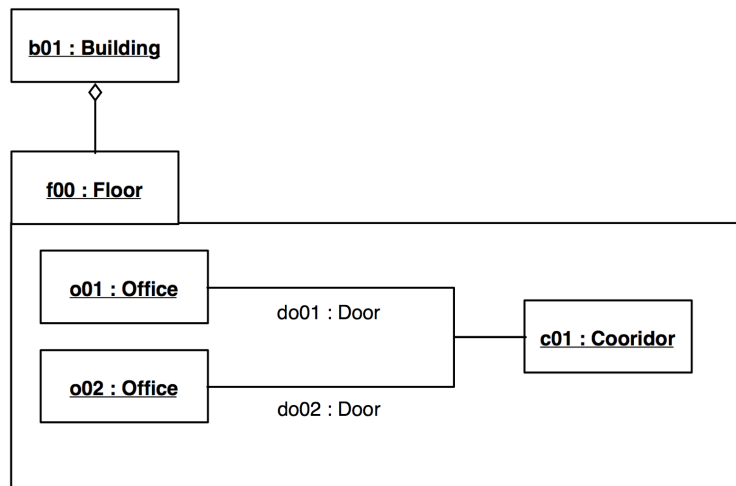 b01 : Building
f00 : Floor
o01 : Office
do01 : Door
c01 : Cooridor
o02 : Office
do02 : Door